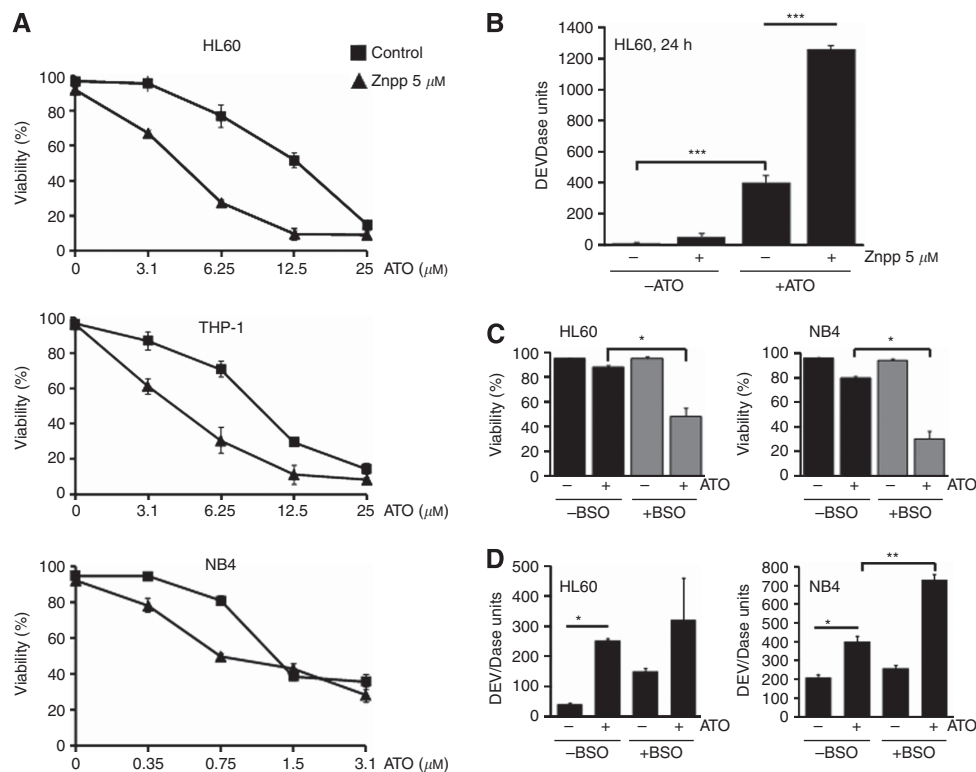 A
HL60
Control
Znpp 5 μM
Viability (%)
100
80
60
40
20
0
0 3.1 6.25 12.5 25 ATO (μM)
THP-1
Viability (%)
100
80
60
40
20
0
0 3.1 6.25 12.5 25 ATO (μM)
NB4
Viability (%)
100
80
60
40
20
0
0 0.35 0.75 1.5 3.1 ATO (μM)
B
HL60, 24 h
***
***
DEVDase units
1400
1200
1000
800
600
400
200
0
– + – + Znpp 5 μM
–ATO +ATO
C
HL60
*
Viability (%)
100
80
60
40
20
0
– + – + ATO
–BSO +BSO
NB4
*
Viability (%)
100
80
60
40
20
0
– + – + ATO
–BSO +BSO
D
HL60
*
DEV/Dase units
500
400
300
200
100
0
– + – + ATO
–BSO +BSO
NB4
**
*
DEV/Dase units
800
700
600
500
400
300
200
100
0
– + – + ATO
–BSO +BSO